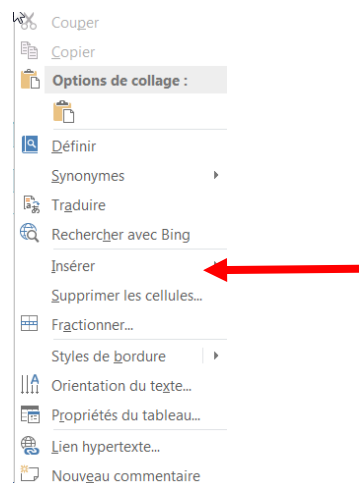 Couper
Copier
Options de collage :
Définir
Synonymes
Traduire
Rechercher avec Bing
Insérer
Supprimer les cellules...
Fractionner...
Styles de bordure
Orientation du texte...
Propriétés du tableau...
Lien hypertexte...
Nouveau commentaire